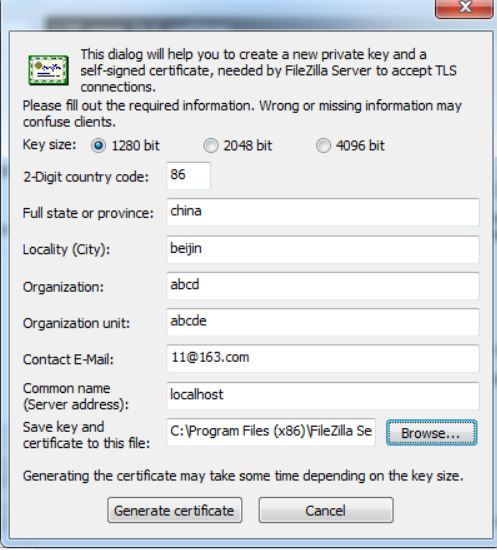 This dialog will help you to create a new private key and a
self-signed certificate, needed by FileZilla Server to accept TLS
connections.
Please fill out the required information. Wrong or missing information may
confuse clients.
Key size: 1280 bit 2048 bit 4096 bit
2-Digit country code: 86
Full state or province: china
Locality (City): beijin
Organization: abcd
Organization unit: abcde
Contact E-Mail: 11@163.com
Common name
(Server address): localhost
Save key and
certificate to this file: C:\Program Files (x86)\FileZilla Se Browse...
Generating the certificate may take some time depending on the key size.
Generate certificate Cancel